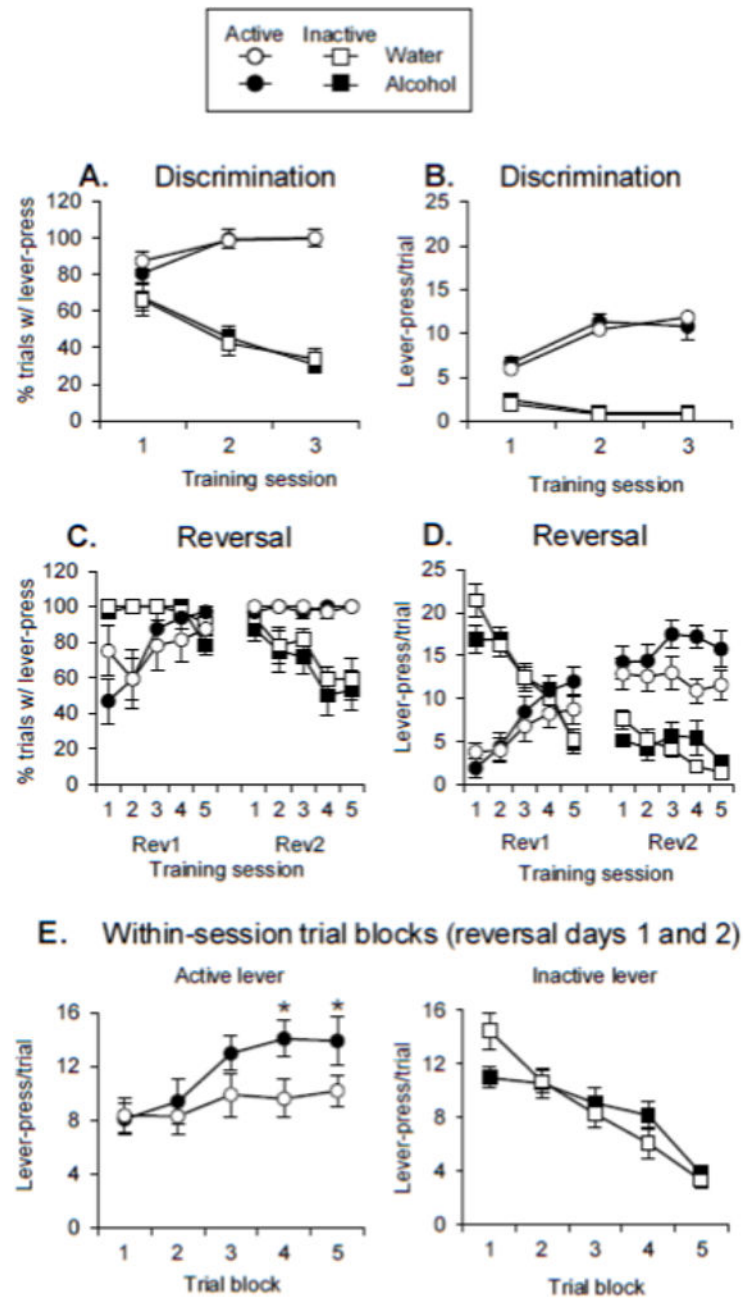 Active Inactive
Water
Alcohol
A. Discrimination
% trials w/ lever-press
120
100
80
60
40
20
0
1 2 3
Training session
B. Discrimination
Lever-press/trial
25
20
15
10
5
0
1 2 3
Training session
C. Reversal
% trials w/ lever-press
120
100
80
60
40
20
0
1 2 3 4 5 1 2 3 4 5
Rev1 Rev2
Training session
D. Reversal
Lever-press/trial
25
20
15
10
5
0
1 2 3 4 5 1 2 3 4 5
Rev1 Rev2
Training session
E. Within-session trial blocks (reversal days 1 and 2)
Active lever
Lever-press/trial
16
12
8
4
0
* *
1 2 3 4 5
Trial block
Inactive lever
Lever-press/trial
16
12
8
4
0
1 2 3 4 5
Trial block